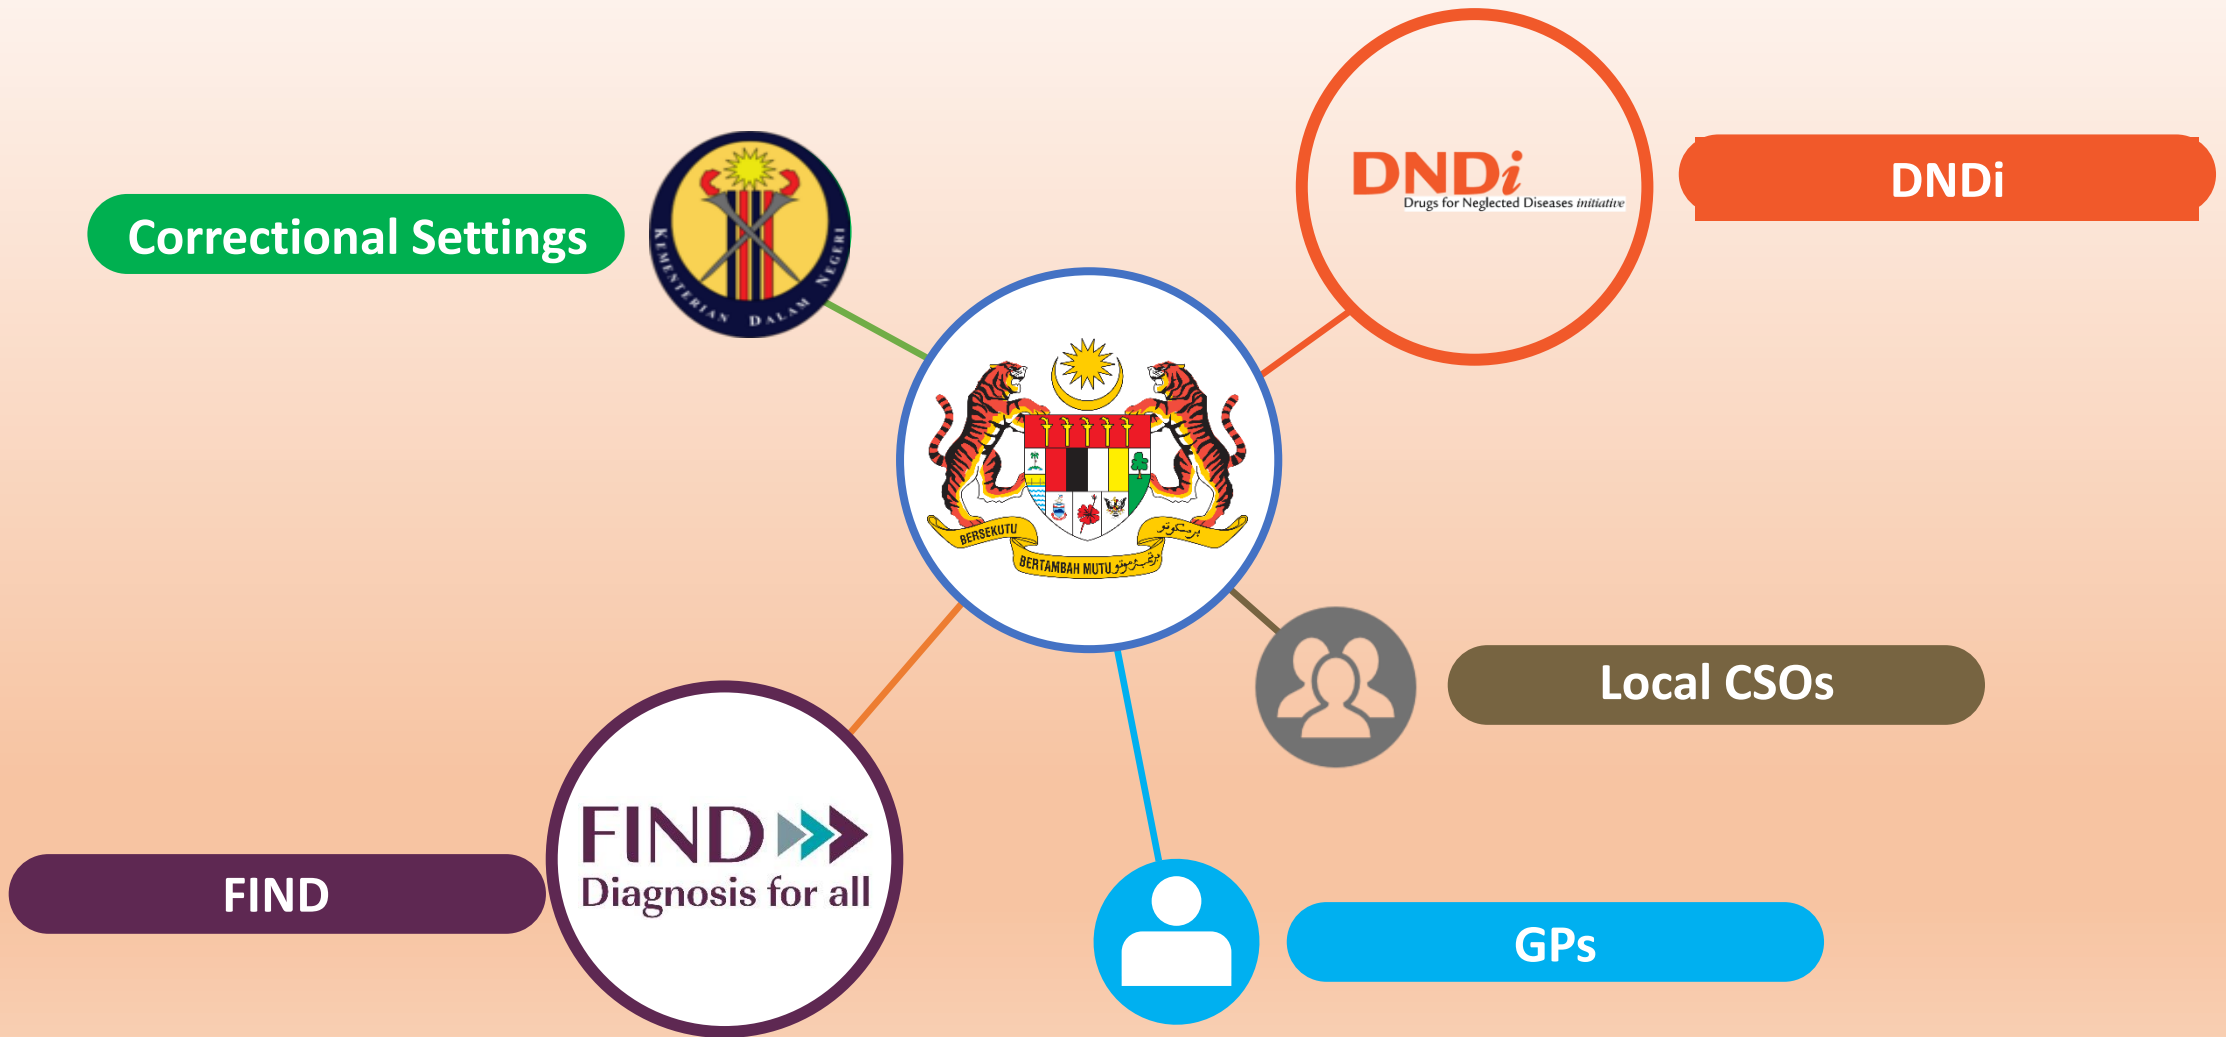 DNDi
Drugs for Neglected Diseases initiative
DNDi
Correctional Settings
KEMENTERIAN DALAM NEGERI
BERSEKUTU
BERTAMBAH MUTU
Local CSOs
FIND
Diagnosis for all
FIND
GPs